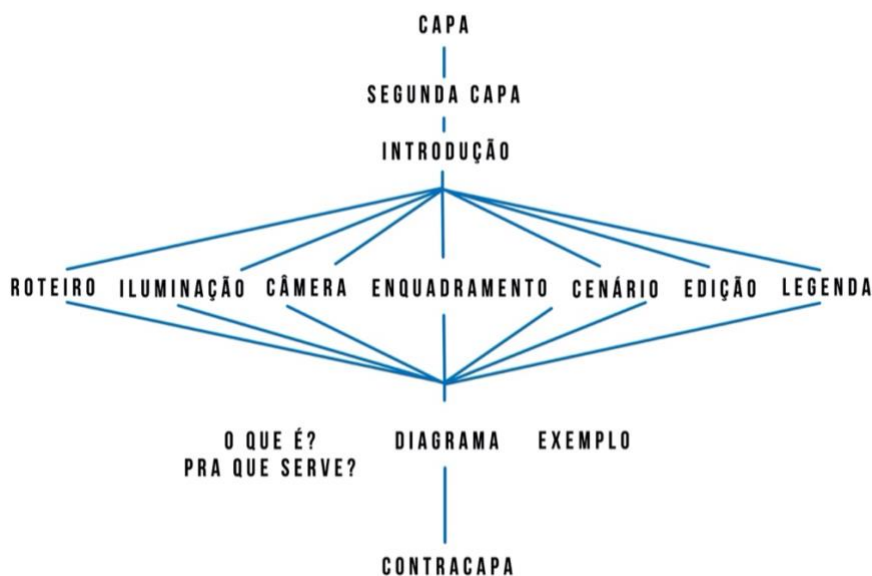 CAPA
SEGUNDA CAPA
INTRODUÇÃO
ROTEIRO ILUMINAÇÃO CÂMERA ENQUADRAMENTO CENÁRIO EDIÇÃO LEGENDA
O QUE É? DIAGRAMA EXEMPLO
PRA QUE SERVE?
CONTRACAPA